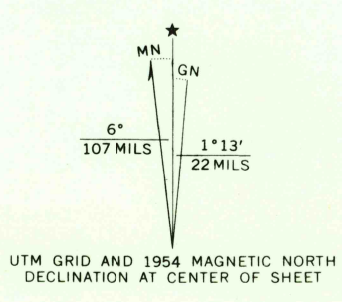 ★
MN
GN
6°
107 MILS
1°13′
22 MILS
UTM GRID AND 1954 MAGNETIC NORTH
DECLINATION AT CENTER OF SHEET